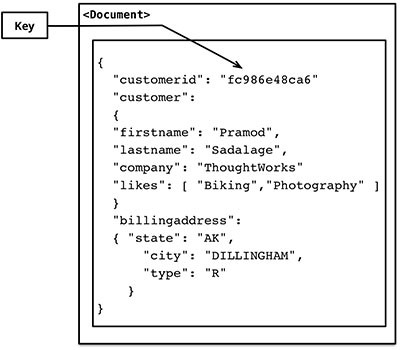 <Document>
Key
{
"customerid": "fc986e48ca6"
"customer":
{
"firstname": "Pramod",
"lastname": "Sadalage",
"company": "ThoughtWorks"
"likes": [ "Biking","Photography" ]
}
"billingaddress":
{ "state": "AK",
"city": "DILLINGHAM",
"type": "R"
}
}